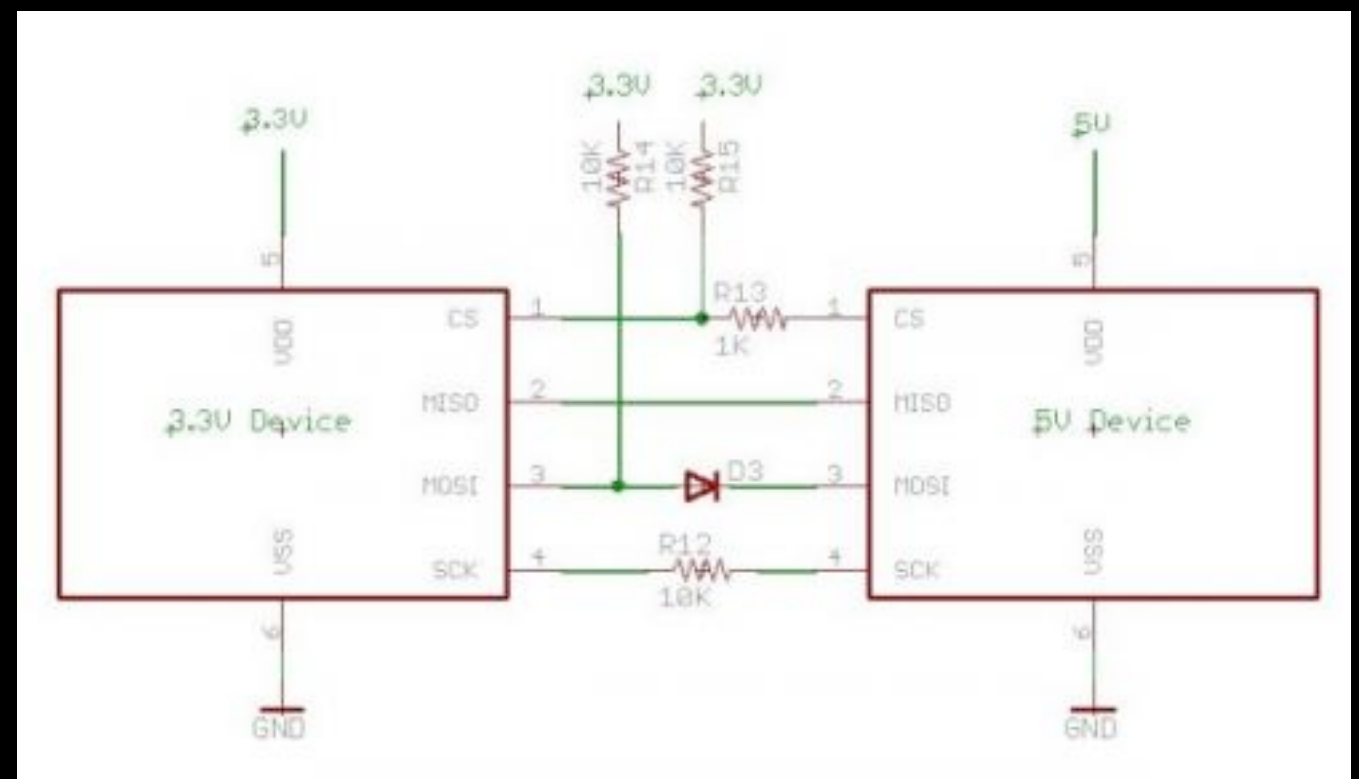 3.3V
3.3V
3.3V
5V
10K
R14
10K
R15
5
5
R13
1K
CS
1
1
CS
VDD
VDD
MISO
2
2
MISO
3.3V Device
5V Device
MOSI
3
D3
3
MOSI
VSS
VSS
R12
10K
SCK
4
4
SCK
6
6
GND
GND